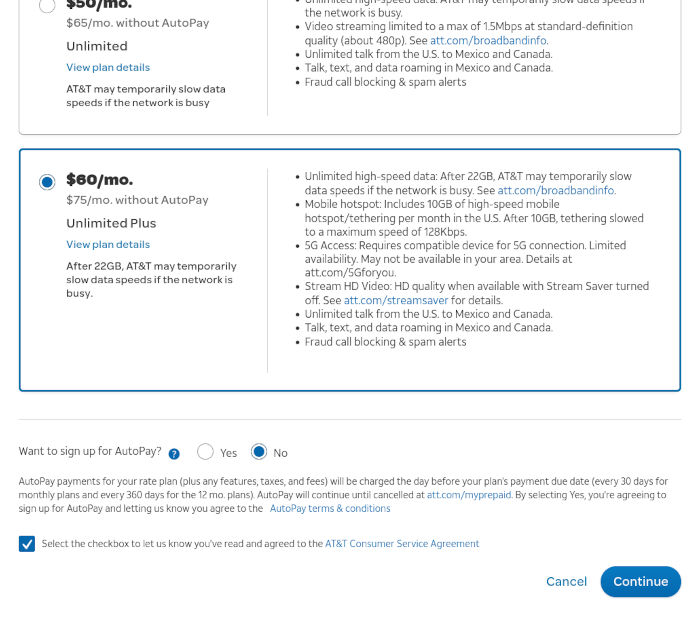 $50/mo.
$65/mo. without AutoPay
Unlimited
View plan details
AT&T may temporarily slow data
speeds if the network is busy
Unlimited high-speed data: AT&T may temporarily slow data speeds if
the network is busy.
• Video streaming limited to a max of 1.5Mbps at standard-definition
quality (about 480p). See att.com/broadbandinfo.
• Unlimited talk from the U.S. to Mexico and Canada.
• Talk, text, and data roaming in Mexico and Canada.
• Fraud call blocking & spam alerts
$60/mo.
$75/mo. without AutoPay
Unlimited Plus
View plan details
After 22GB, AT&T may temporarily
slow data speeds if the network is
busy.
• Unlimited high-speed data: After 22GB, AT&T may temporarily slow
data speeds if the network is busy. See att.com/broadbandinfo.
• Mobile hotspot: Includes 10GB of high-speed mobile
hotspot/tethering per month in the U.S. After 10GB, tethering slowed
to a maximum speed of 128Kbps.
• 5G Access: Requires compatible device for 5G connection. Limited
availability. May not be available in your area. Details at
att.com/5Gforyou.
• Stream HD Video: HD quality when available with Stream Saver turned
off. See att.com/streamsaver for details.
• Unlimited talk from the U.S. to Mexico and Canada.
• Talk, text, and data roaming in Mexico and Canada.
• Fraud call blocking & spam alerts
Want to sign up for AutoPay? ? Yes No
AutoPay payments for your rate plan (plus any features, taxes, and fees) will be charged the day before your plan's payment due date (every 30 days for
monthly plans and every 360 days for the 12 mo. plans). AutoPay will continue until cancelled at att.com/myprepaid. By selecting Yes, you're agreeing to
sign up for AutoPay and letting us know you agree to the AutoPay terms & conditions
Select the checkbox to let us know you've read and agreed to the AT&T Consumer Service Agreement
Cancel Continue